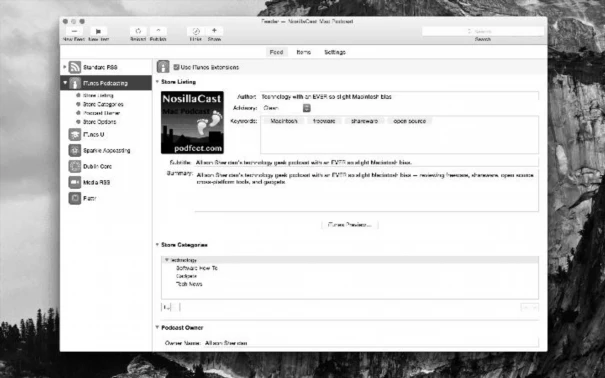 Feeder — NosillaCast Mac Podcast
New Feed New Item Reload Publish Share Search
Feed Items Settings
Standard RSS
iTunes Podcasting
Store Listing
Store Categories
Podcast Owner
Store Options
iTunes U
Sparkle Appcasting
Dublin Core
Media RSS
Flattr
Use iTunes Extensions
Store Listing
NosillaCast
Mac Podcast
podfeet.com
Author: Technology with an EVER so slight Macintosh bias
Advisory: Clean
Keywords: Macintosh freeware shareware open source
Subtitle: Allison Sheridan's technology geek podcast with an EVER so slight Macintosh bias.
Summary: Allison Sheridan's technology geek podcast with an EVER so slight Macintosh bias — reviewing freeware, shareware, open source
cross-platform tools, and gadgets.
iTunes Preview...
Store Categories
Technology
Software How-To
Gadgets
Tech News
Podcast Owner
Owner Name: Allison Sheridan